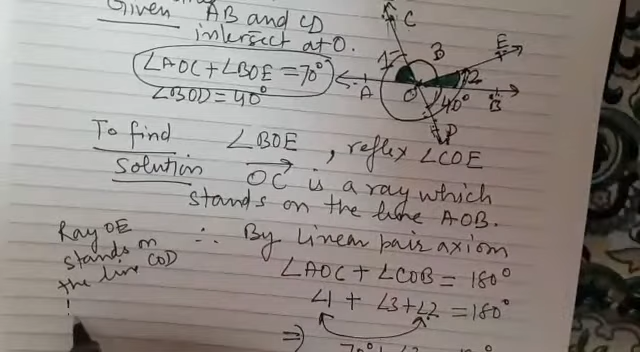 Given AB and CD
intersect at O.
∠AOC + ∠BOE = 70°
∠BOD = 40°
C
B
E
1
2
A
O
40°
B
D
To find ∠BOE, reflex ∠COE
Solution. OC is a ray which
stands on the line AOB.
∴ By Linear pair axiom
∠AOC + ∠COB = 180°
∠1 + ∠3 + ∠2 = 180°
⇒ 70° +
Ray OE
stands on
the line COD